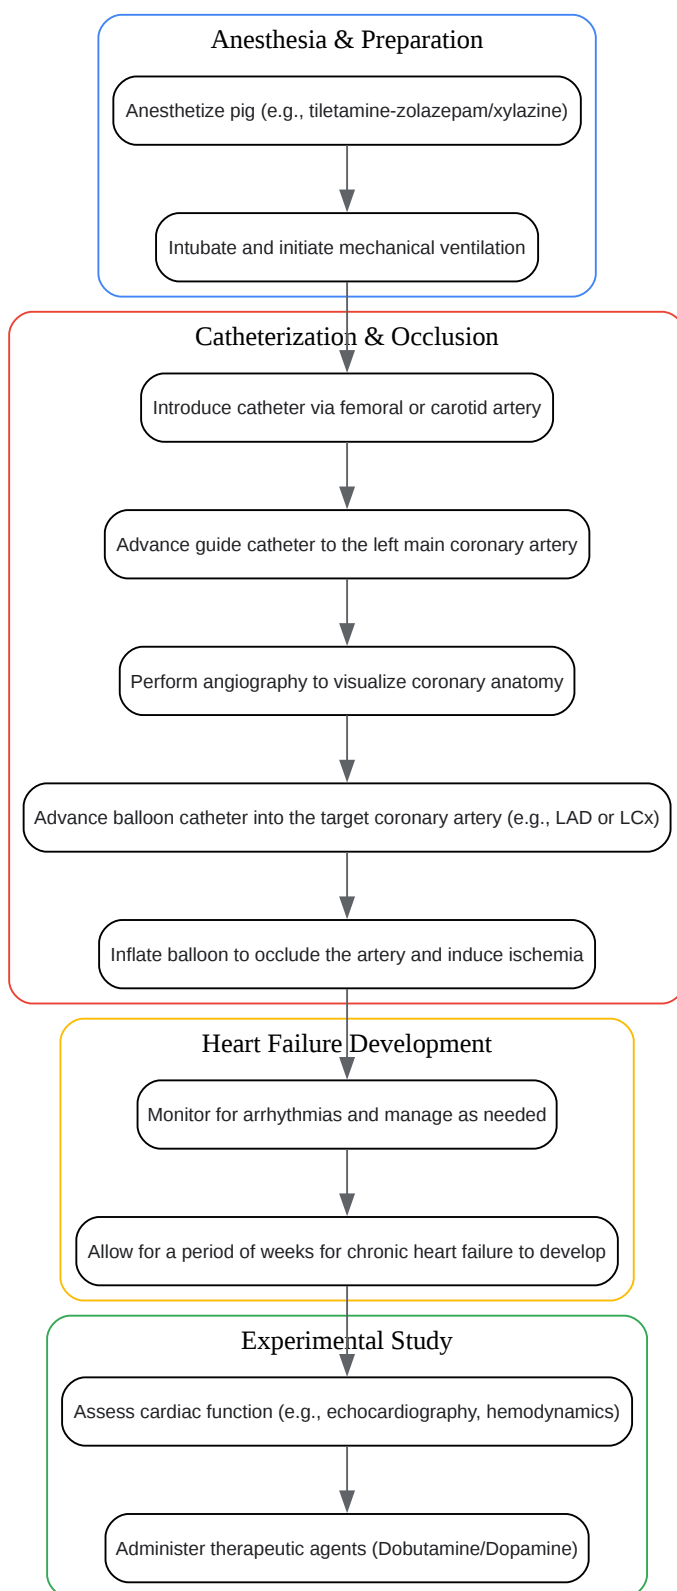 Anesthesia & Preparation
Anesthetize pig (e.g., tiletamine-zolazepam/xylazine)
Intubate and initiate mechanical ventilation
Catheterization & Occlusion
Introduce catheter via femoral or carotid artery
Advance guide catheter to the left main coronary artery
Perform angiography to visualize coronary anatomy
Advance balloon catheter into the target coronary artery (e.g., LAD or LCx)
Inflate balloon to occlude the artery and induce ischemia
Heart Failure Development
Monitor for arrhythmias and manage as needed
Allow for a period of weeks for chronic heart failure to develop
Experimental Study
Assess cardiac function (e.g., echocardiography, hemodynamics)
Administer therapeutic agents (Dobutamine/Dopamine)